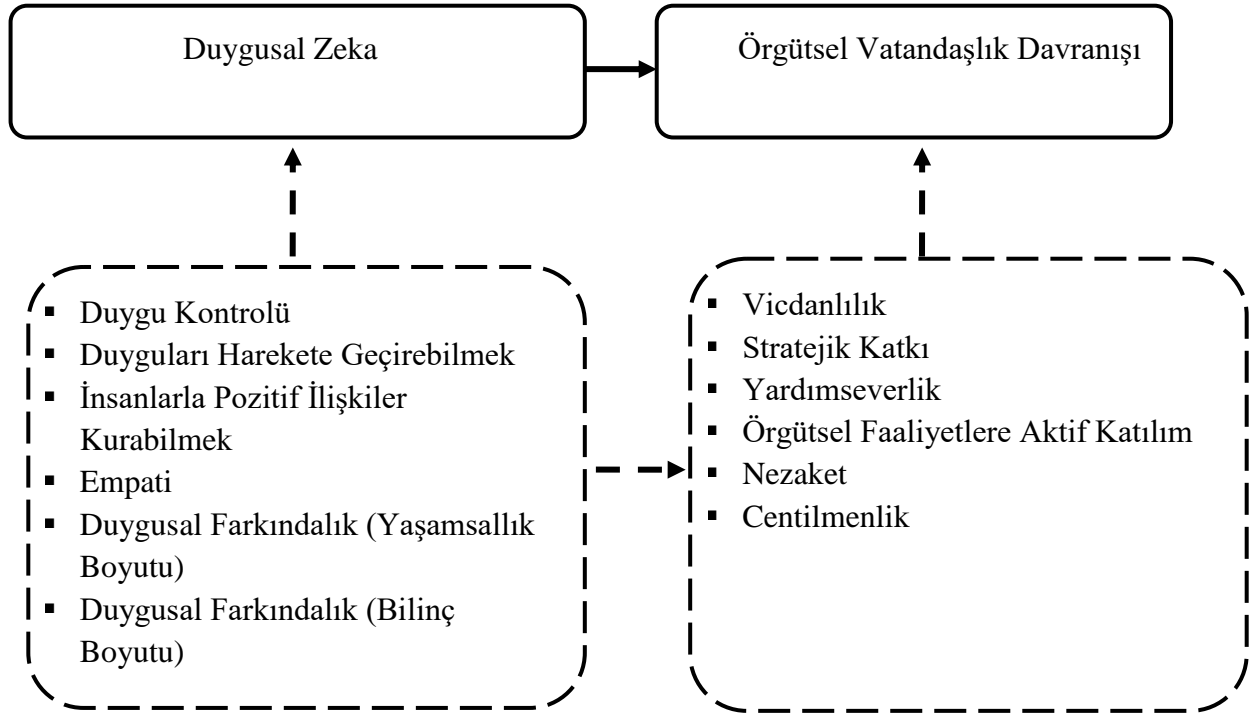 Duygusal Zeka
Örgütsel Vatandaşlık Davranışı
▪ Duygu Kontrolü
▪ Duyguları Harekete Geçirebilmek
▪ İnsanlarla Pozitif İlişkiler
Kurabilmek
▪ Empati
▪ Duygusal Farkındalık (Yaşamsallık
Boyutu)
▪ Duygusal Farkındalık (Bilinç
Boyutu)
▪ Vicdanlılık
▪ Stratejik Katkı
▪ Yardımseverlik
▪ Örgütsel Faaliyetlere Aktif Katılım
▪ Nezaket
▪ Centilmenlik